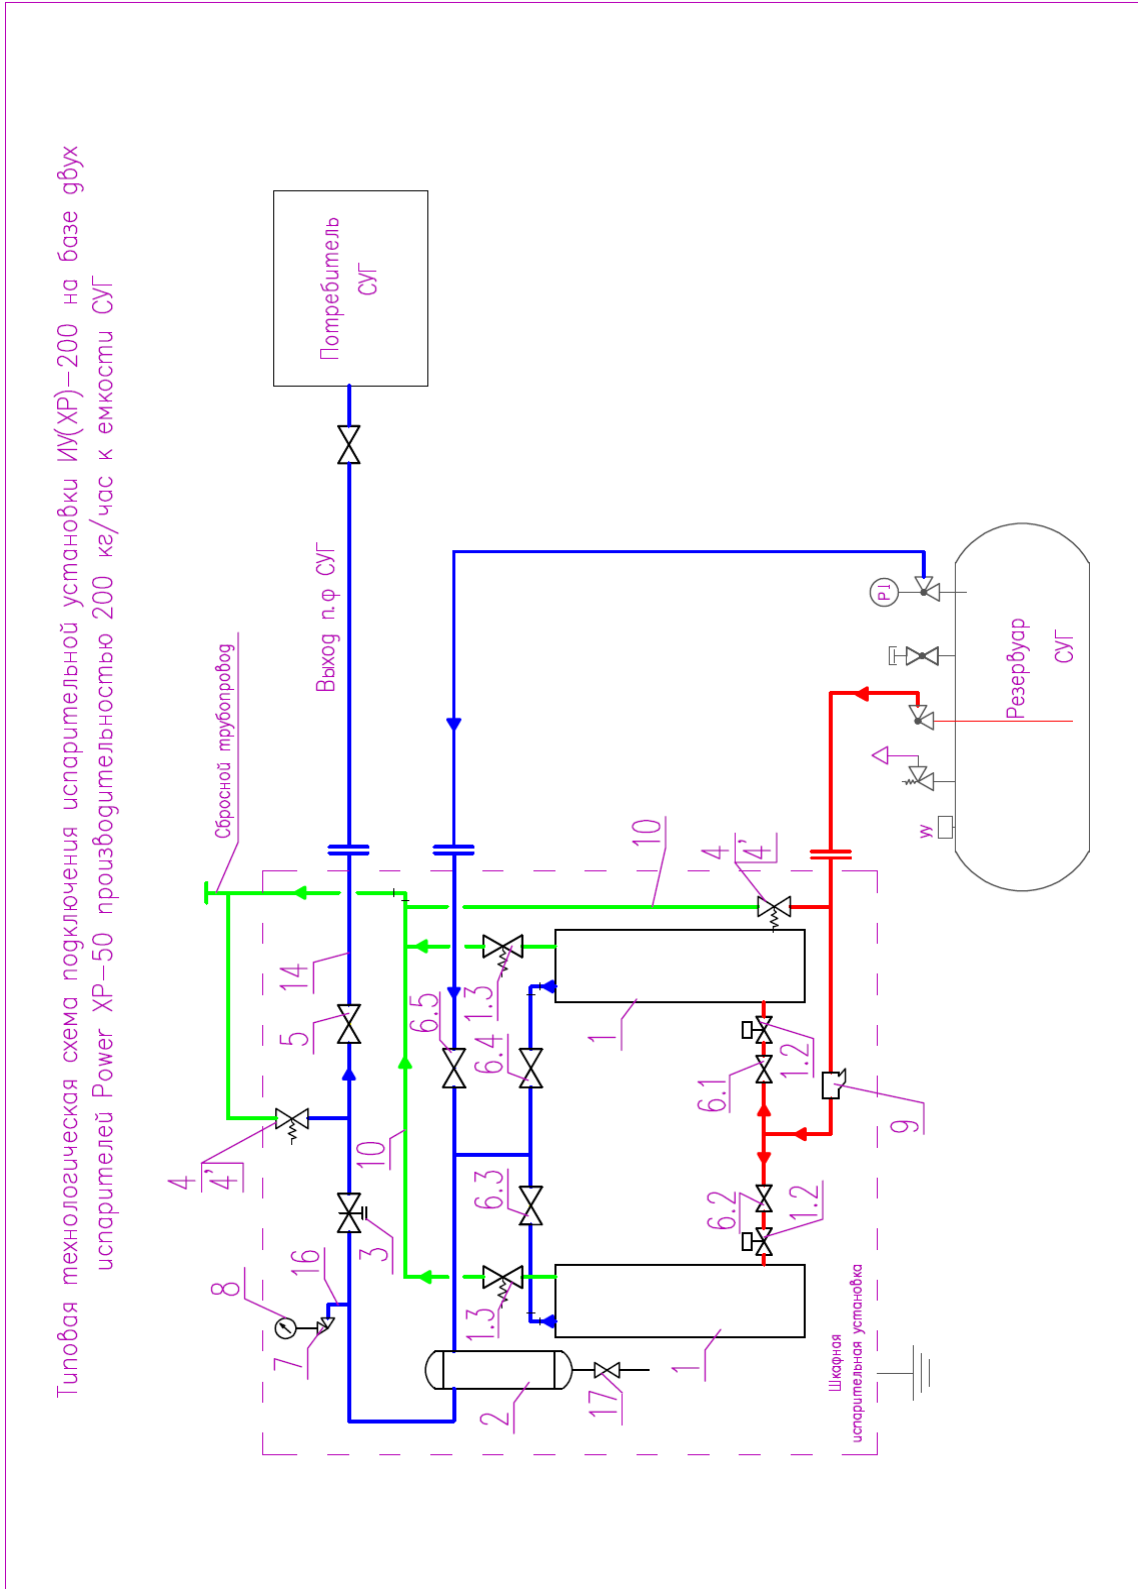 Типовая технологическая схема подключения испарительной установки ИУ(ХР)-200 на базе двух
испарителей Power XP-50 производительностью 200 кг/час к емкости СУГ
Сбросной трубопровод
Выход п.ф СУГ
Потребитель
СУГ
4
4'
8
7
16
3
10
5
14
6.5
1.3
6.4
10
4
4'
6.3
1.3
2
17
1
1
6.1
1.2
6.2
1.2
9
Шкафная
испарительная установка
PI
Резервуар
СУГ
УУ